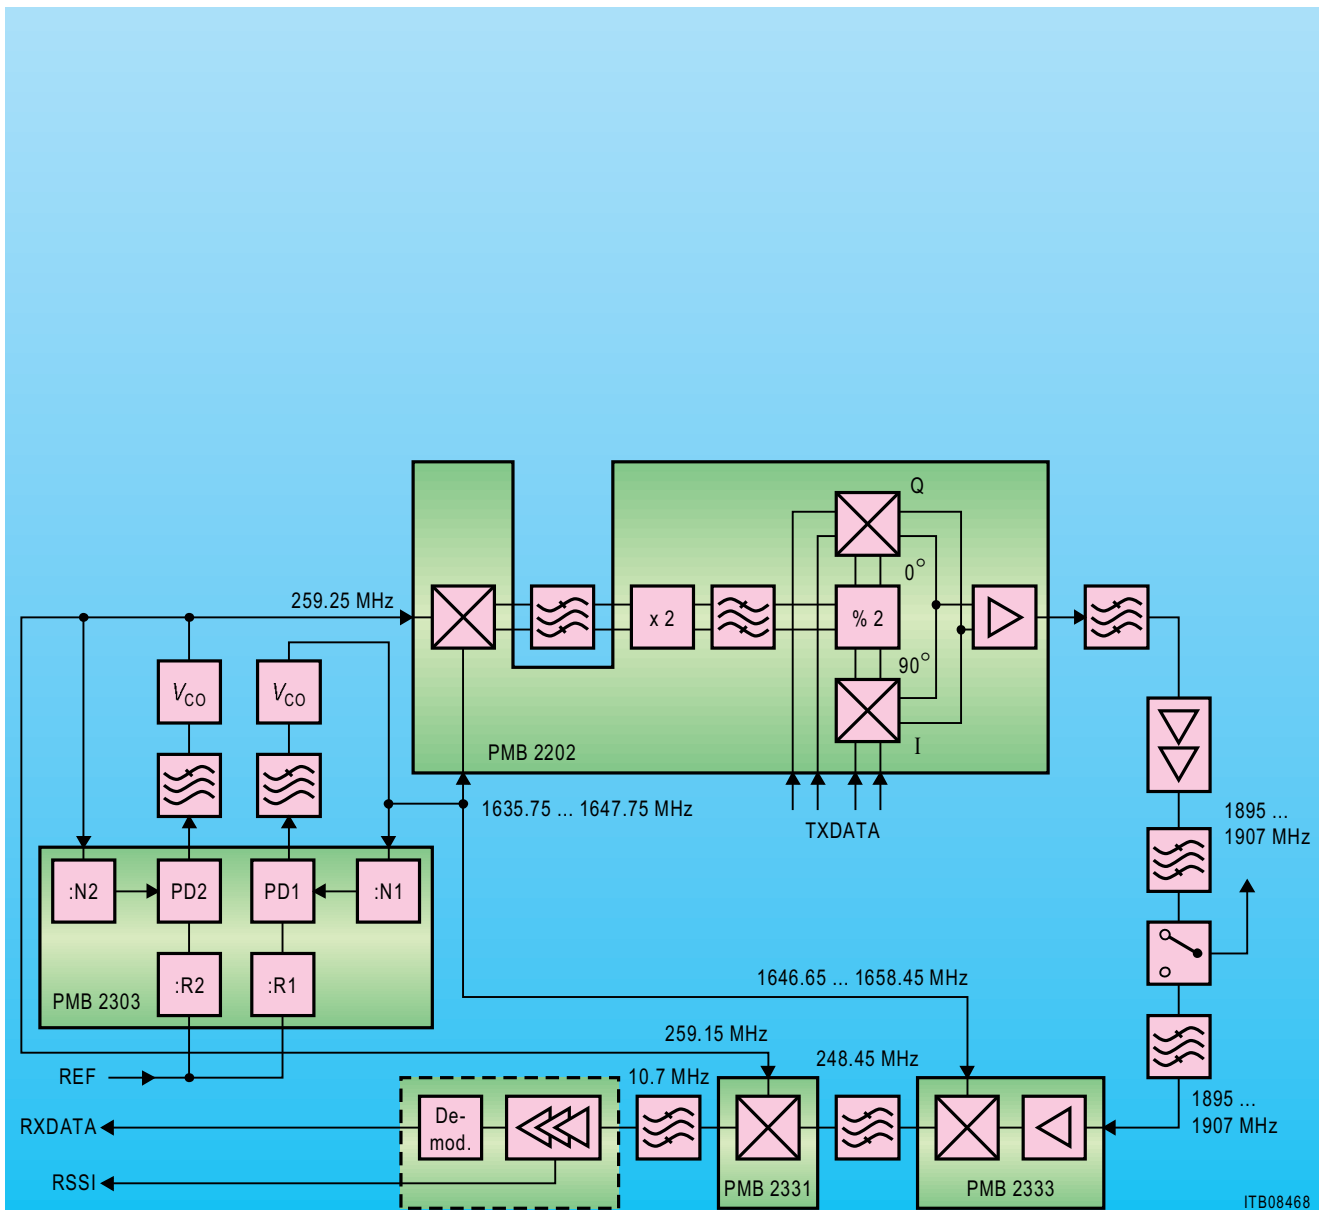 Q
0°
259.25 MHz
x 2
% 2
90°
VCO
VCO
I
PMB 2202
1635.75 ... 1647.75 MHz
TXDATA
1895 ...
1907 MHz
:N2
PD2
PD1
:N1
:R2
:R1
PMB 2303
1646.65 ... 1658.45 MHz
259.15 MHz
248.45 MHz
REF
10.7 MHz
1895 ...
1907 MHz
RXDATA
De-
mod.
RSSI
PMB 2331
PMB 2333
ITB08468